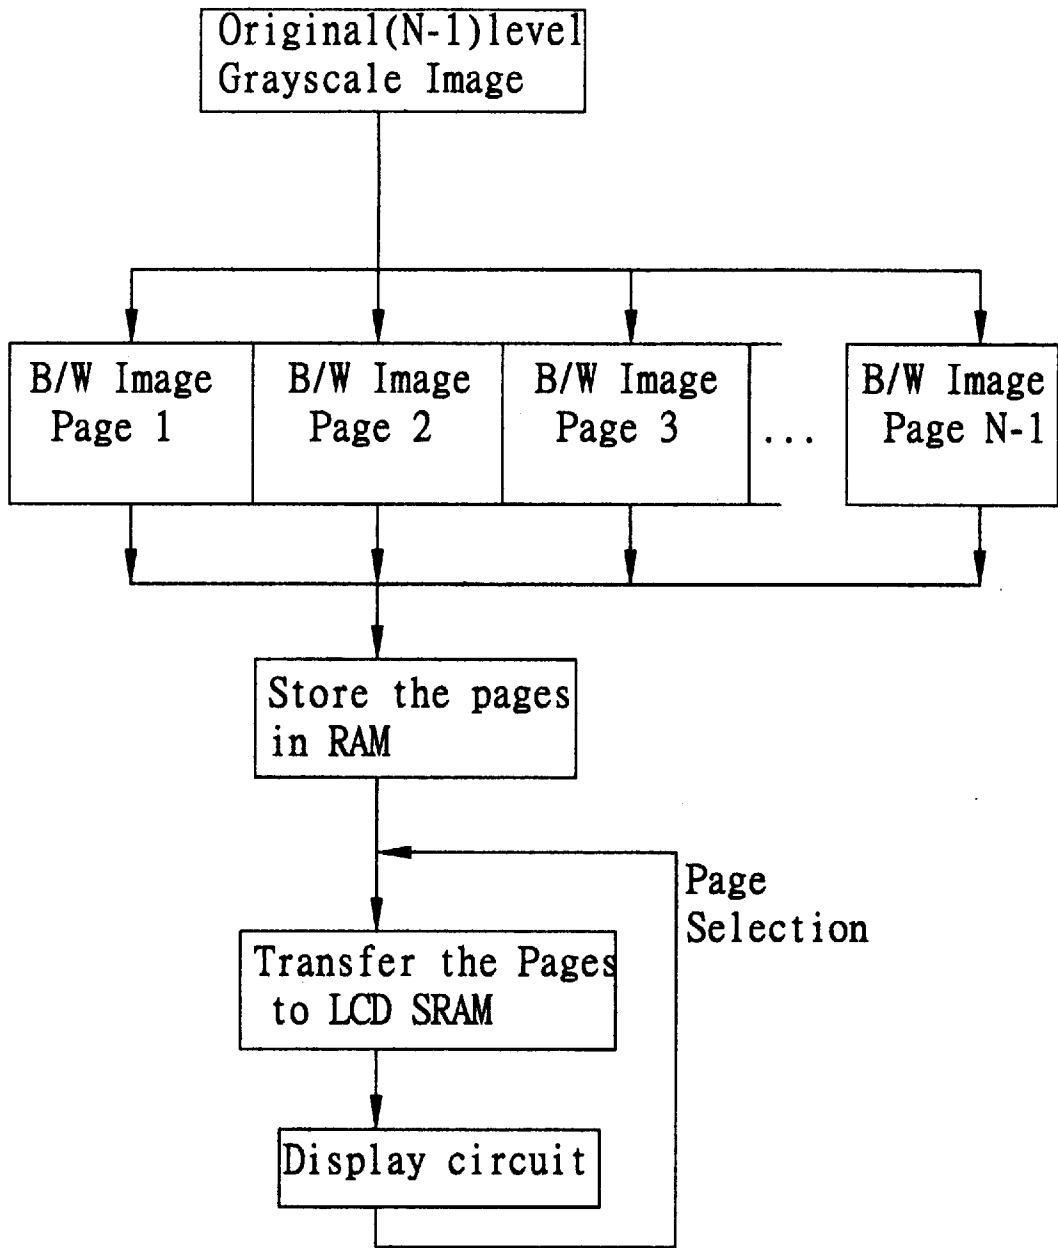 Original(N-1)level
Grayscale Image
B/W Image
Page 1
B/W Image
Page 2
B/W Image
Page 3
...
B/W Image
Page N-1
Store the pages
in RAM
Page
Selection
Transfer the Pages
to LCD SRAM
Display circuit